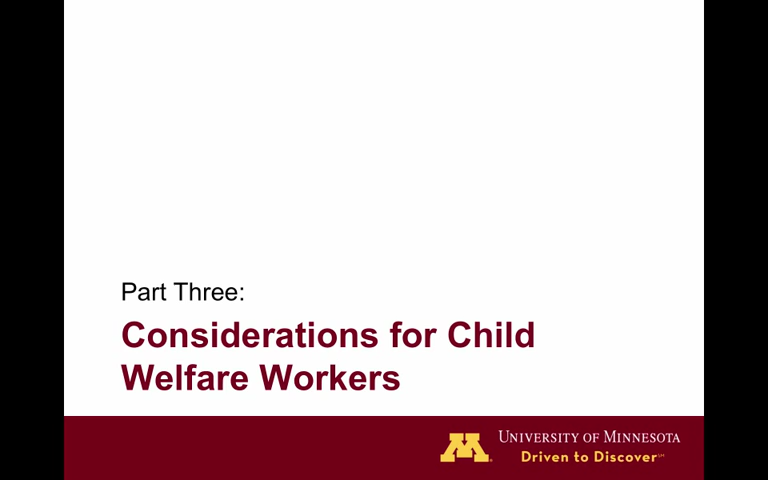 Part Three:
Considerations for Child
Welfare Workers
M
UNIVERSITY OF MINNESOTA
Driven to Discover℠